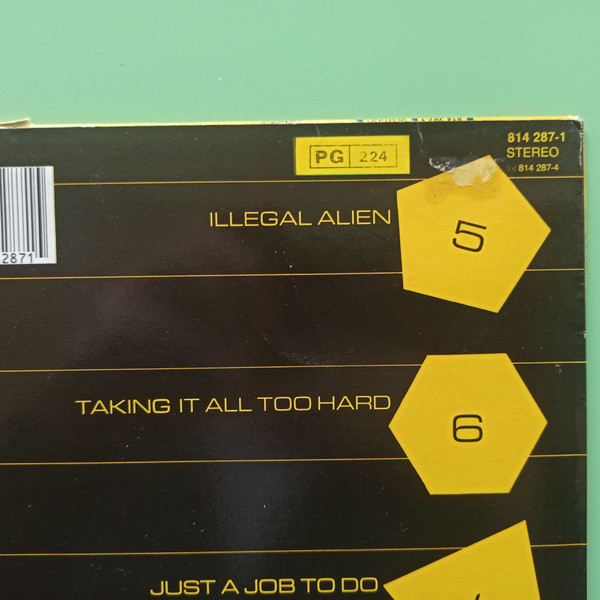 814 287-1
PG 224
STEREO
814 287-4
ILLEGAL ALIEN
5
2871
TAKING IT ALL TOO HARD
6
JUST A JOB TO DO